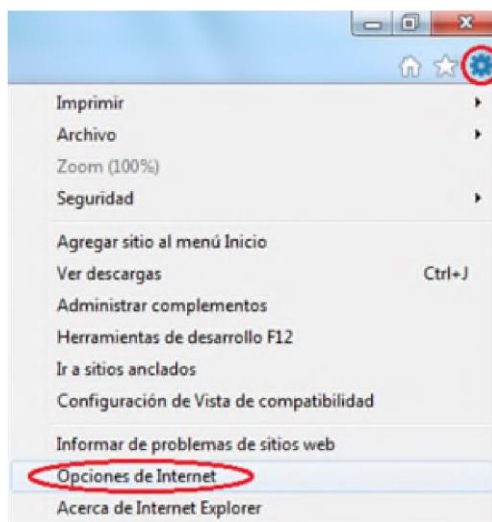 Imprimir
Archivo
Zoom (100%)
Seguridad
Agregar sitio al menú Inicio
Ver descargas Ctrl+J
Administrar complementos
Herramientas de desarrollo F12
Ir a sitios anclados
Configuración de Vista de compatibilidad
Informar de problemas de sitios web
Opciones de Internet
Acerca de Internet Explorer